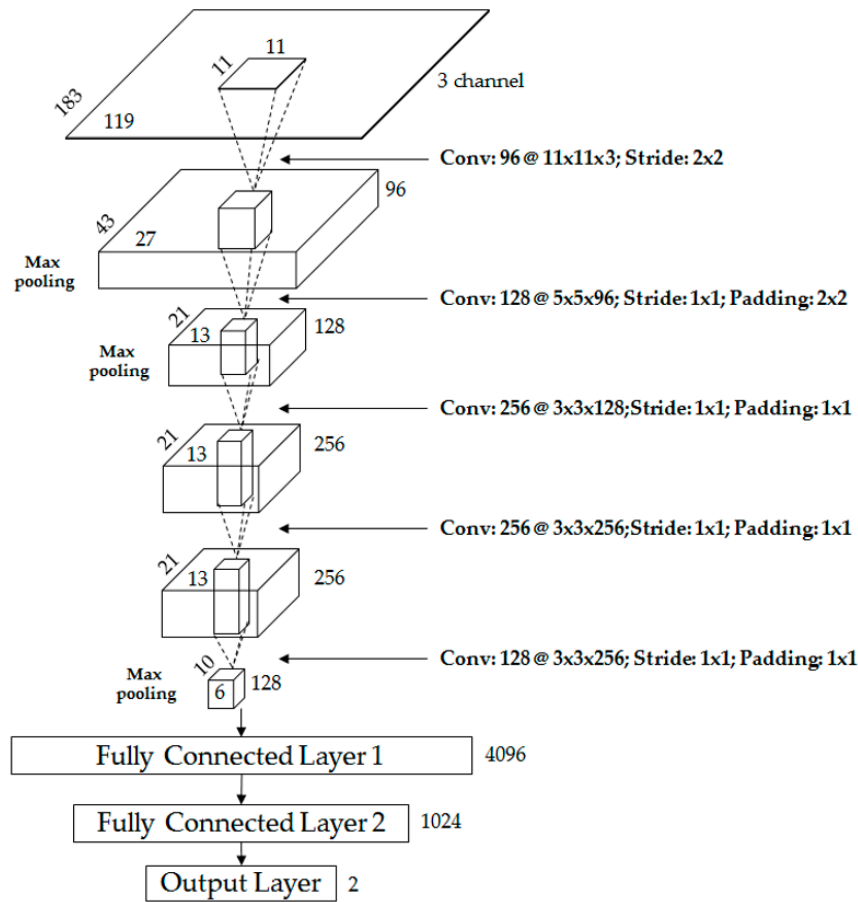 11
11
183
119
3 channel
Conv: 96 @ 11x11x3; Stride: 2x2
96
43
27
Max
pooling
Conv: 128 @ 5x5x96; Stride: 1x1; Padding: 2x2
21
13
128
Max
pooling
Conv: 256 @ 3x3x128;Stride: 1x1; Padding: 1x1
21
13
256
Conv: 256 @ 3x3x256;Stride: 1x1; Padding: 1x1
21
13
256
Conv: 128 @ 3x3x256; Stride: 1x1; Padding: 1x1
10
Max
pooling
6
128
Fully Connected Layer 1
4096
Fully Connected Layer 2
1024
Output Layer
2